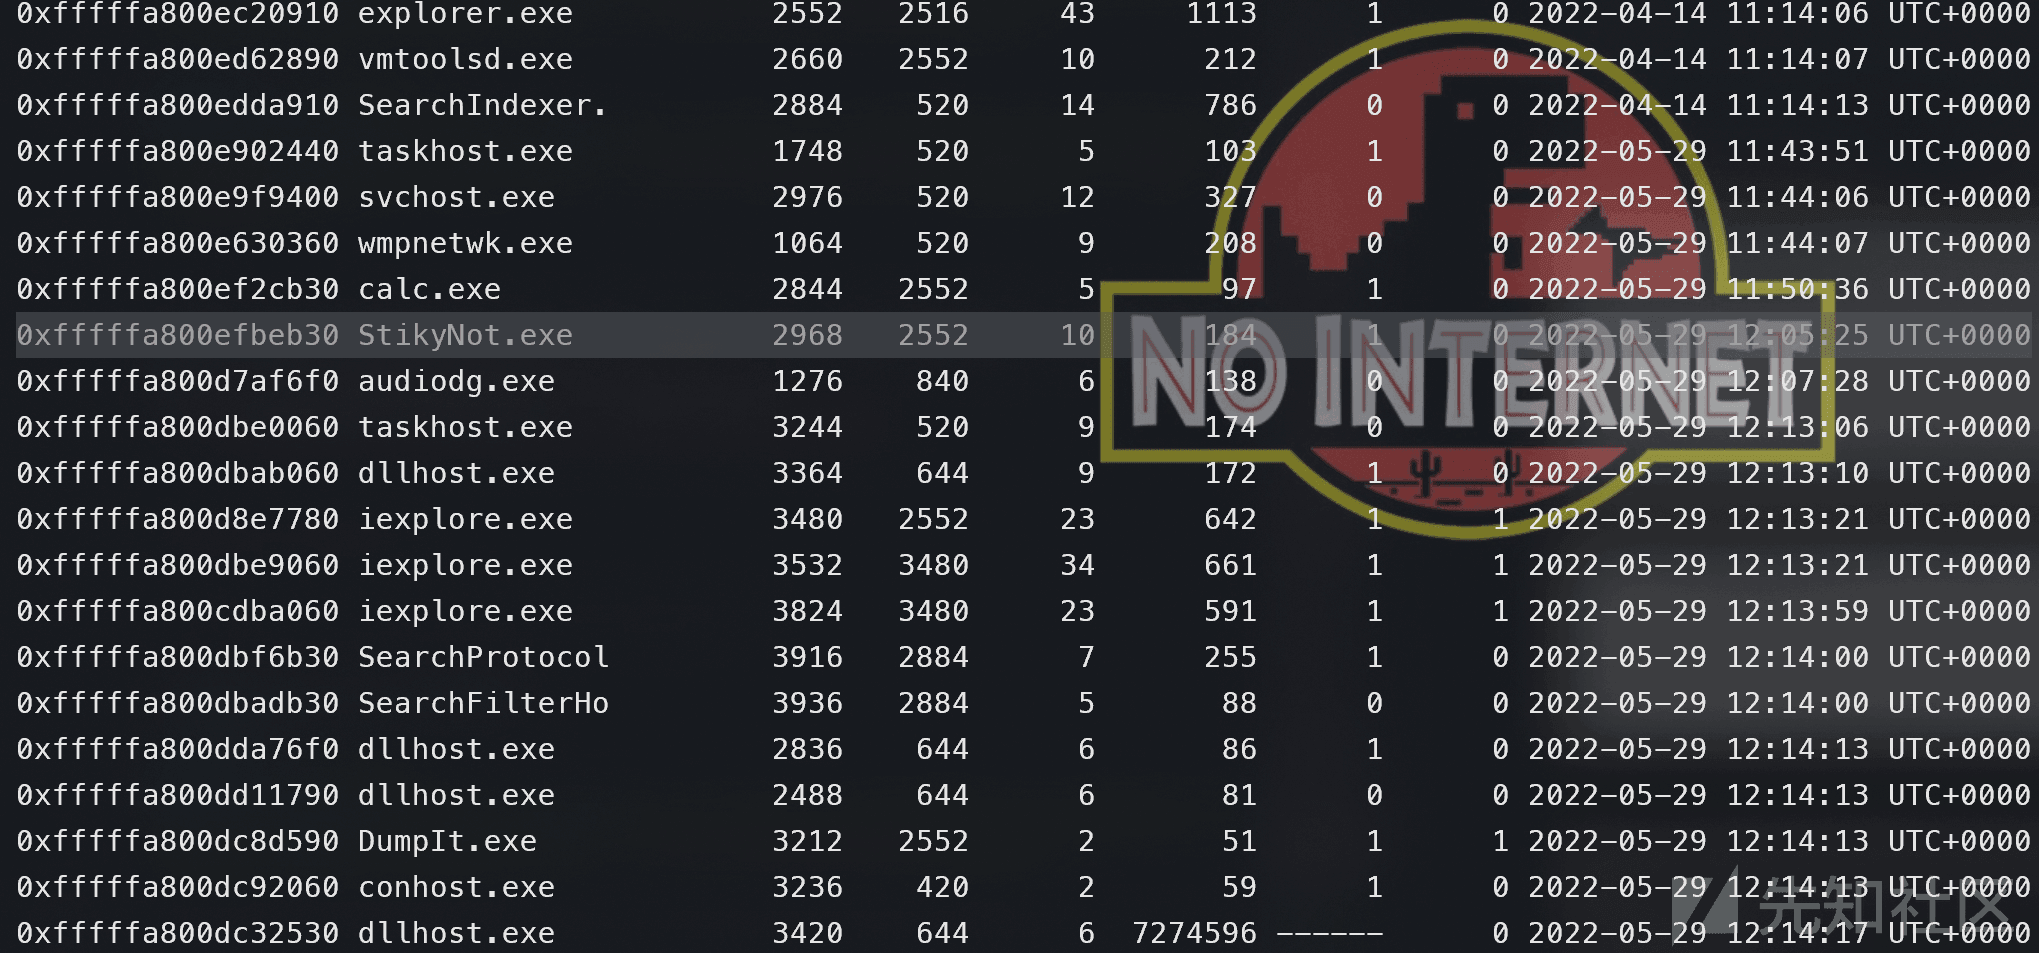 0xfffffa800ec20910 explorer.exe 2552 2516 43 1113 1 0 2022-04-14 11:14:06 UTC+0000
0xfffffa800ed62890 vmtoolsd.exe 2660 2552 10 212 1 0 2022-04-14 11:14:07 UTC+0000
0xfffffa800edda910 SearchIndexer. 2884 520 14 786 0 0 2022-04-14 11:14:13 UTC+0000
0xfffffa800e902440 taskhost.exe 1748 520 5 103 1 0 2022-05-29 11:43:51 UTC+0000
0xfffffa800e9f9400 svchost.exe 2976 520 12 327 0 0 2022-05-29 11:44:06 UTC+0000
0xfffffa800e630360 wmpnetwk.exe 1064 520 9 208 0 0 2022-05-29 11:44:07 UTC+0000
0xfffffa800ef2cb30 calc.exe 2844 2552 5 97 1 0 2022-05-29 11:50:36 UTC+0000
0xfffffa800efbeb30 StikyNot.exe 2968 2552 10 184 1 0 2022-05-29 12:05:25 UTC+0000
0xfffffa800d7af6f0 audiodg.exe 1276 840 6 138 0 0 2022-05-29 12:07:28 UTC+0000
0xfffffa800dbe0060 taskhost.exe 3244 520 9 174 0 0 2022-05-29 12:13:06 UTC+0000
0xfffffa800dbab060 dllhost.exe 3364 644 9 172 1 0 2022-05-29 12:13:10 UTC+0000
0xfffffa800d8e7780 iexplore.exe 3480 2552 23 642 1 1 2022-05-29 12:13:21 UTC+0000
0xfffffa800dbe9060 iexplore.exe 3532 3480 34 661 1 1 2022-05-29 12:13:21 UTC+0000
0xfffffa800cdba060 iexplore.exe 3824 3480 23 591 1 1 2022-05-29 12:13:59 UTC+0000
0xfffffa800dbf6b30 SearchProtocol 3916 2884 7 255 1 0 2022-05-29 12:14:00 UTC+0000
0xfffffa800dbadb30 SearchFilterHo 3936 2884 5 88 0 0 2022-05-29 12:14:00 UTC+0000
0xfffffa800dda76f0 dllhost.exe 2836 644 6 86 1 0 2022-05-29 12:14:13 UTC+0000
0xfffffa800dd11790 dllhost.exe 2488 644 6 81 0 0 2022-05-29 12:14:13 UTC+0000
0xfffffa800dc8d590 DumpIt.exe 3212 2552 2 51 1 1 2022-05-29 12:14:13 UTC+0000
0xfffffa800dc92060 conhost.exe 3236 420 2 59 1 0 2022-05-29 12:14:13 UTC+0000
0xfffffa800dc32530 dllhost.exe 3420 644 6 7274596 ------ 0 2022-05-29 12:14:17 UTC+0000
NO INTERNET
先知社区